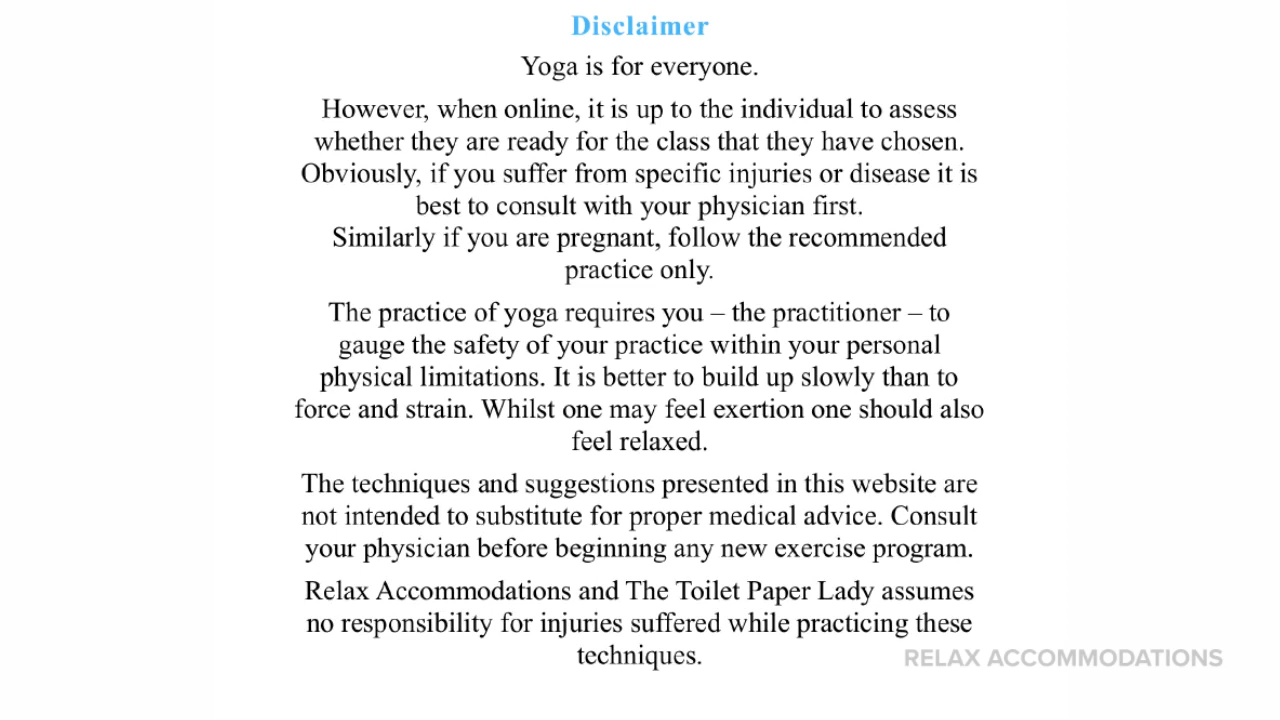 Disclaimer
Yoga is for everyone.
However, when online, it is up to the individual to assess
whether they are ready for the class that they have chosen.
Obviously, if you suffer from specific injuries or disease it is
best to consult with your physician first.
Similarly if you are pregnant, follow the recommended
practice only.
The practice of yoga requires you – the practitioner – to
gauge the safety of your practice within your personal
physical limitations. It is better to build up slowly than to
force and strain. Whilst one may feel exertion one should also
feel relaxed.
The techniques and suggestions presented in this website are
not intended to substitute for proper medical advice. Consult
your physician before beginning any new exercise program.
Relax Accommodations and The Toilet Paper Lady assumes
no responsibility for injuries suffered while practicing these
techniques.
RELAX ACCOMMODATIONS